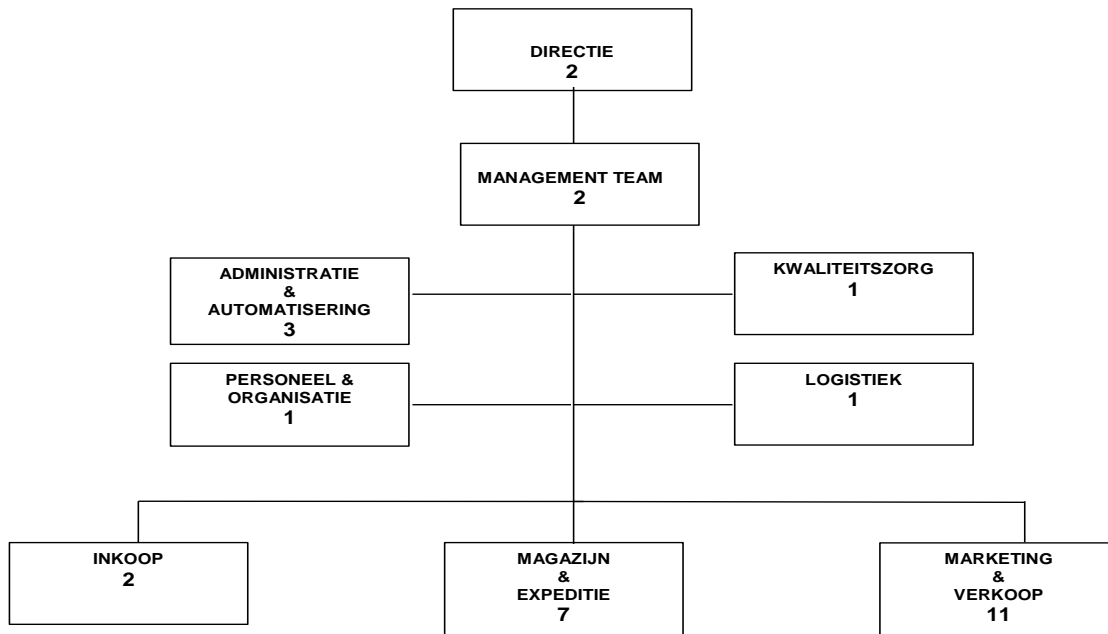 DIRECTIE
2
MANAGEMENT TEAM
2
ADMINISTRATIE
&
AUTOMATISERING
3
KWALITEITSZORG
1
PERSONEEL &
ORGANISATIE
1
LOGISTIEK
1
INKOOP
2
MAGAZIJN
&
EXPEDITIE
7
MARKETING
&
VERKOOP
11